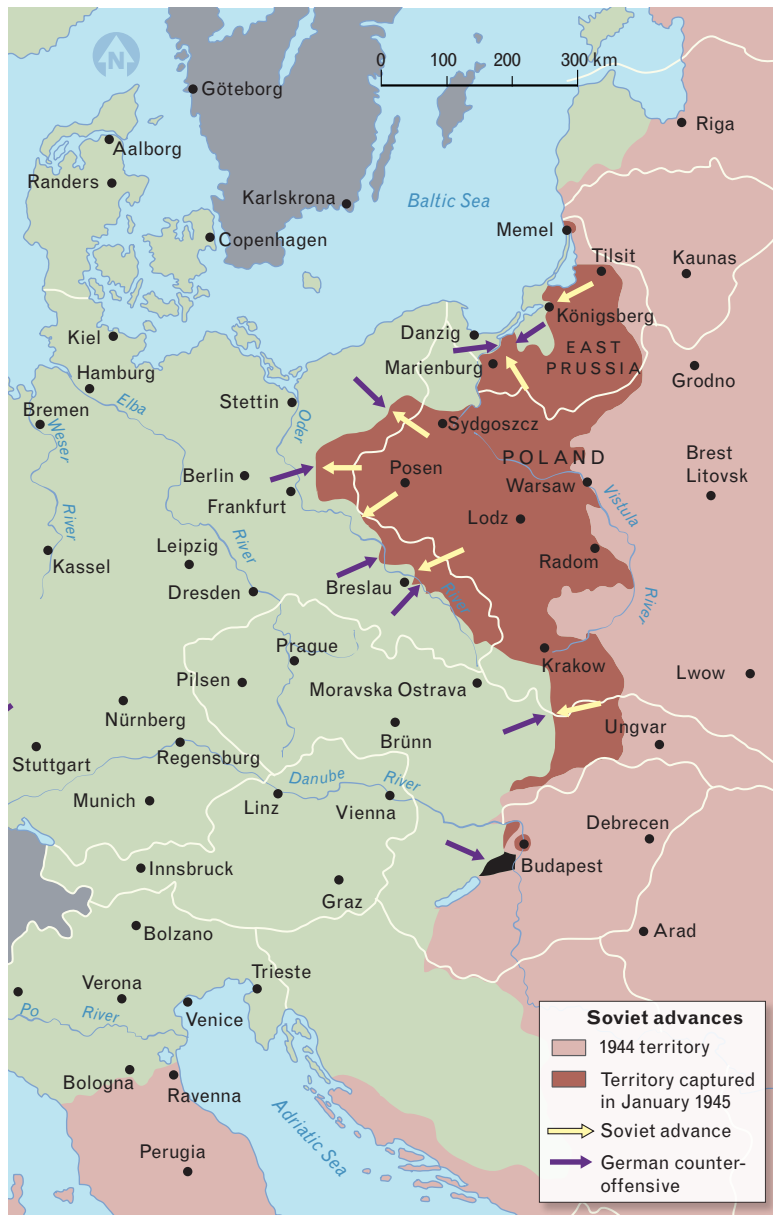 N
0 100 200 300 km
Göteborg
Riga
Aalborg
Randers
Karlskrona
Baltic Sea
Memel
Copenhagen
Tilsit
Kaunas
Königsberg
Kiel
Danzig
EAST
PRUSSIA
Marienburg
Grodno
Hamburg
Elba
Stettin
Oder
Bremen
Weser
Sydgoszcz
POLAND
Brest
Litovsk
Berlin
Posen
Warsaw
Vistula
Frankfurt
River
Lodz
River
River
Leipzig
Radom
Kassel
Dresden
Breslau
River
River
Prague
Krakow
Pilsen
Moravska Ostrava
Lwow
Nürnberg
Brünn
Ungvar
Stuttgart
Regensburg
Danube
River
Munich
Linz
Vienna
Debrecen
Innsbruck
Budapest
Graz
Bolzano
Arad
Verona
Trieste
Po
River
Venice
Bologna
Ravenna
Adriatic Sea
Perugia
Soviet advances
1944 territory
Territory captured
in January 1945
Soviet advance
German counter-
offensive